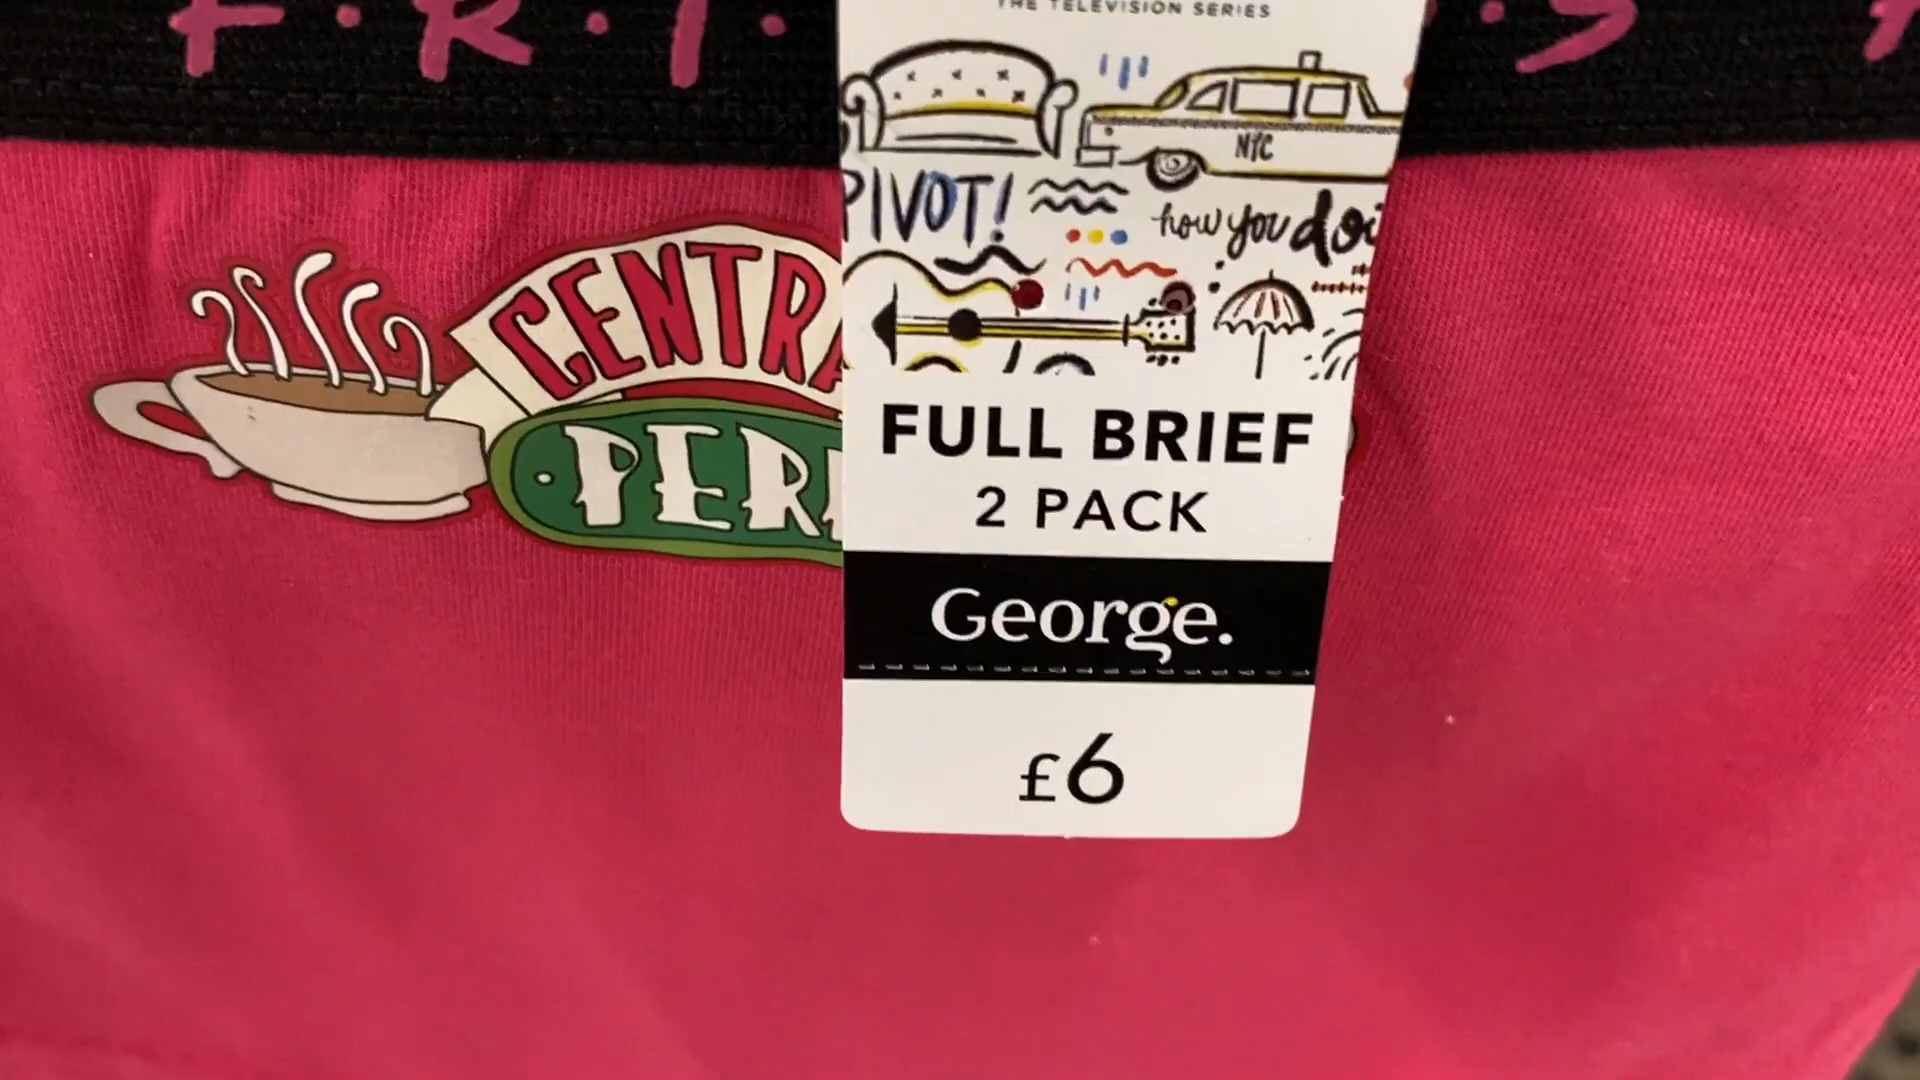 F·R·I·
THE TELEVISION SERIES
·S
NYC
PIVOT!
how you doi
CENTRA
PER
FULL BRIEF
2 PACK
George.
£6